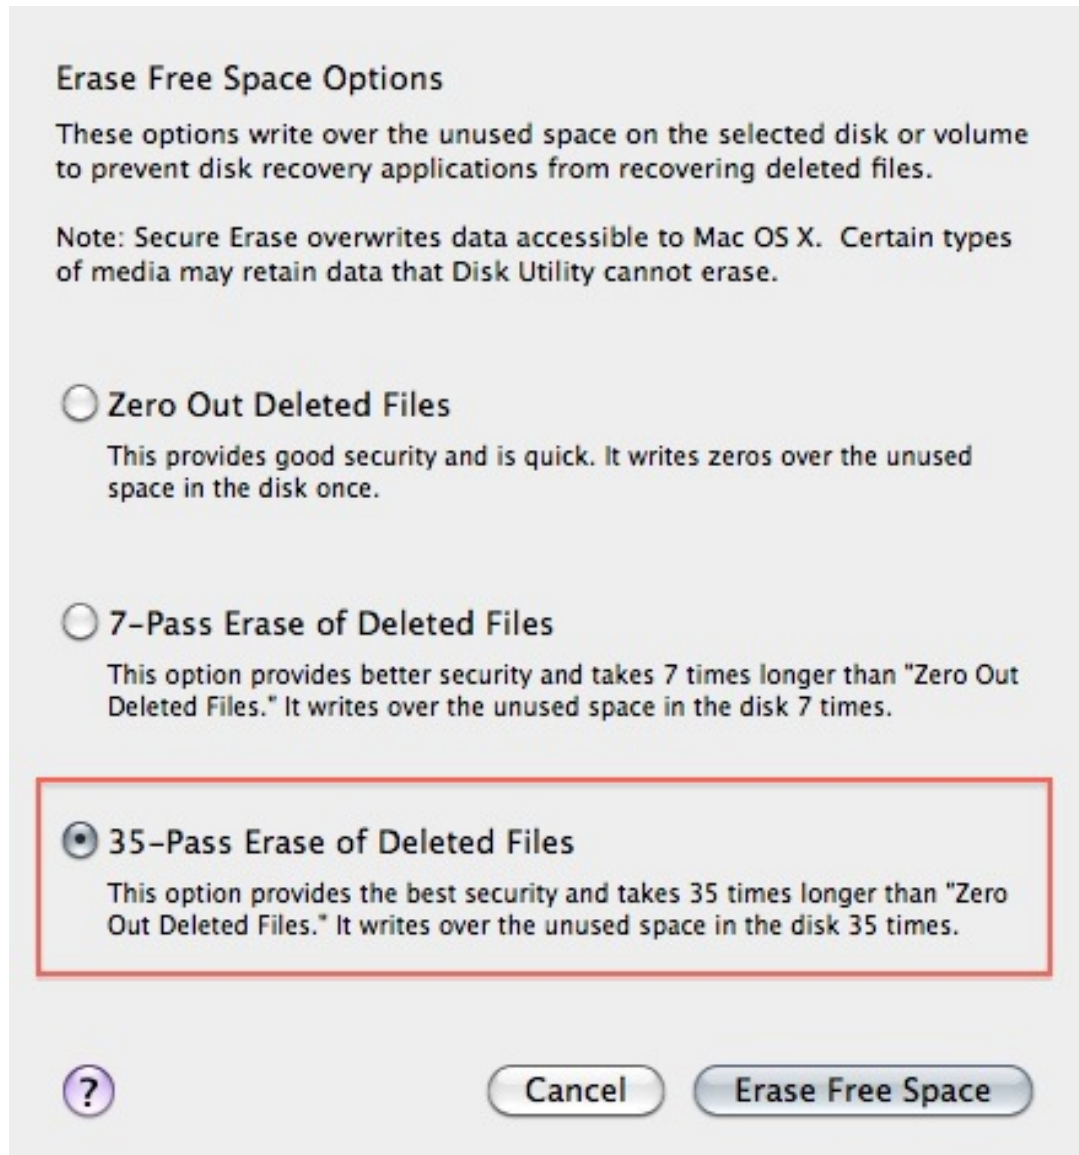 Erase Free Space Options
These options write over the unused space on the selected disk or volume
to prevent disk recovery applications from recovering deleted files.
Note: Secure Erase overwrites data accessible to Mac OS X.  Certain types
of media may retain data that Disk Utility cannot erase.
Zero Out Deleted Files
This provides good security and is quick. It writes zeros over the unused
space in the disk once.
7-Pass Erase of Deleted Files
This option provides better security and takes 7 times longer than "Zero Out
Deleted Files." It writes over the unused space in the disk 7 times.
35-Pass Erase of Deleted Files
This option provides the best security and takes 35 times longer than "Zero
Out Deleted Files." It writes over the unused space in the disk 35 times.
? Cancel Erase Free Space